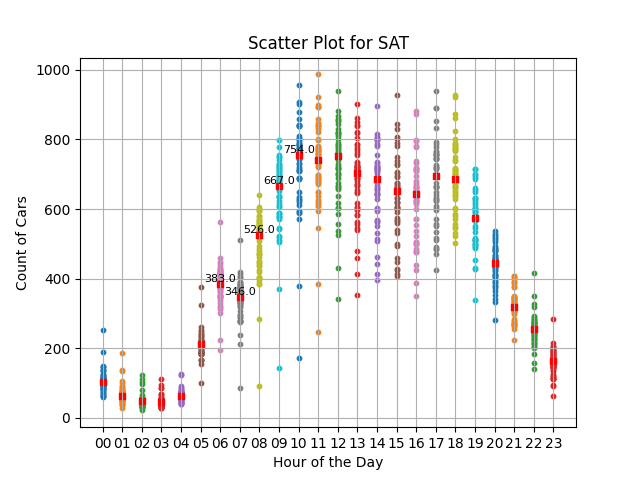 Scatter Plot for SAT
1000
800
600
400
200
0
Count of Cars
383.0
346.0
526.0
667.0
754.0
00 01 02 03 04 05 06 07 08 09 10 11 12 13 14 15 16 17 18 19 20 21 22 23
Hour of the Day